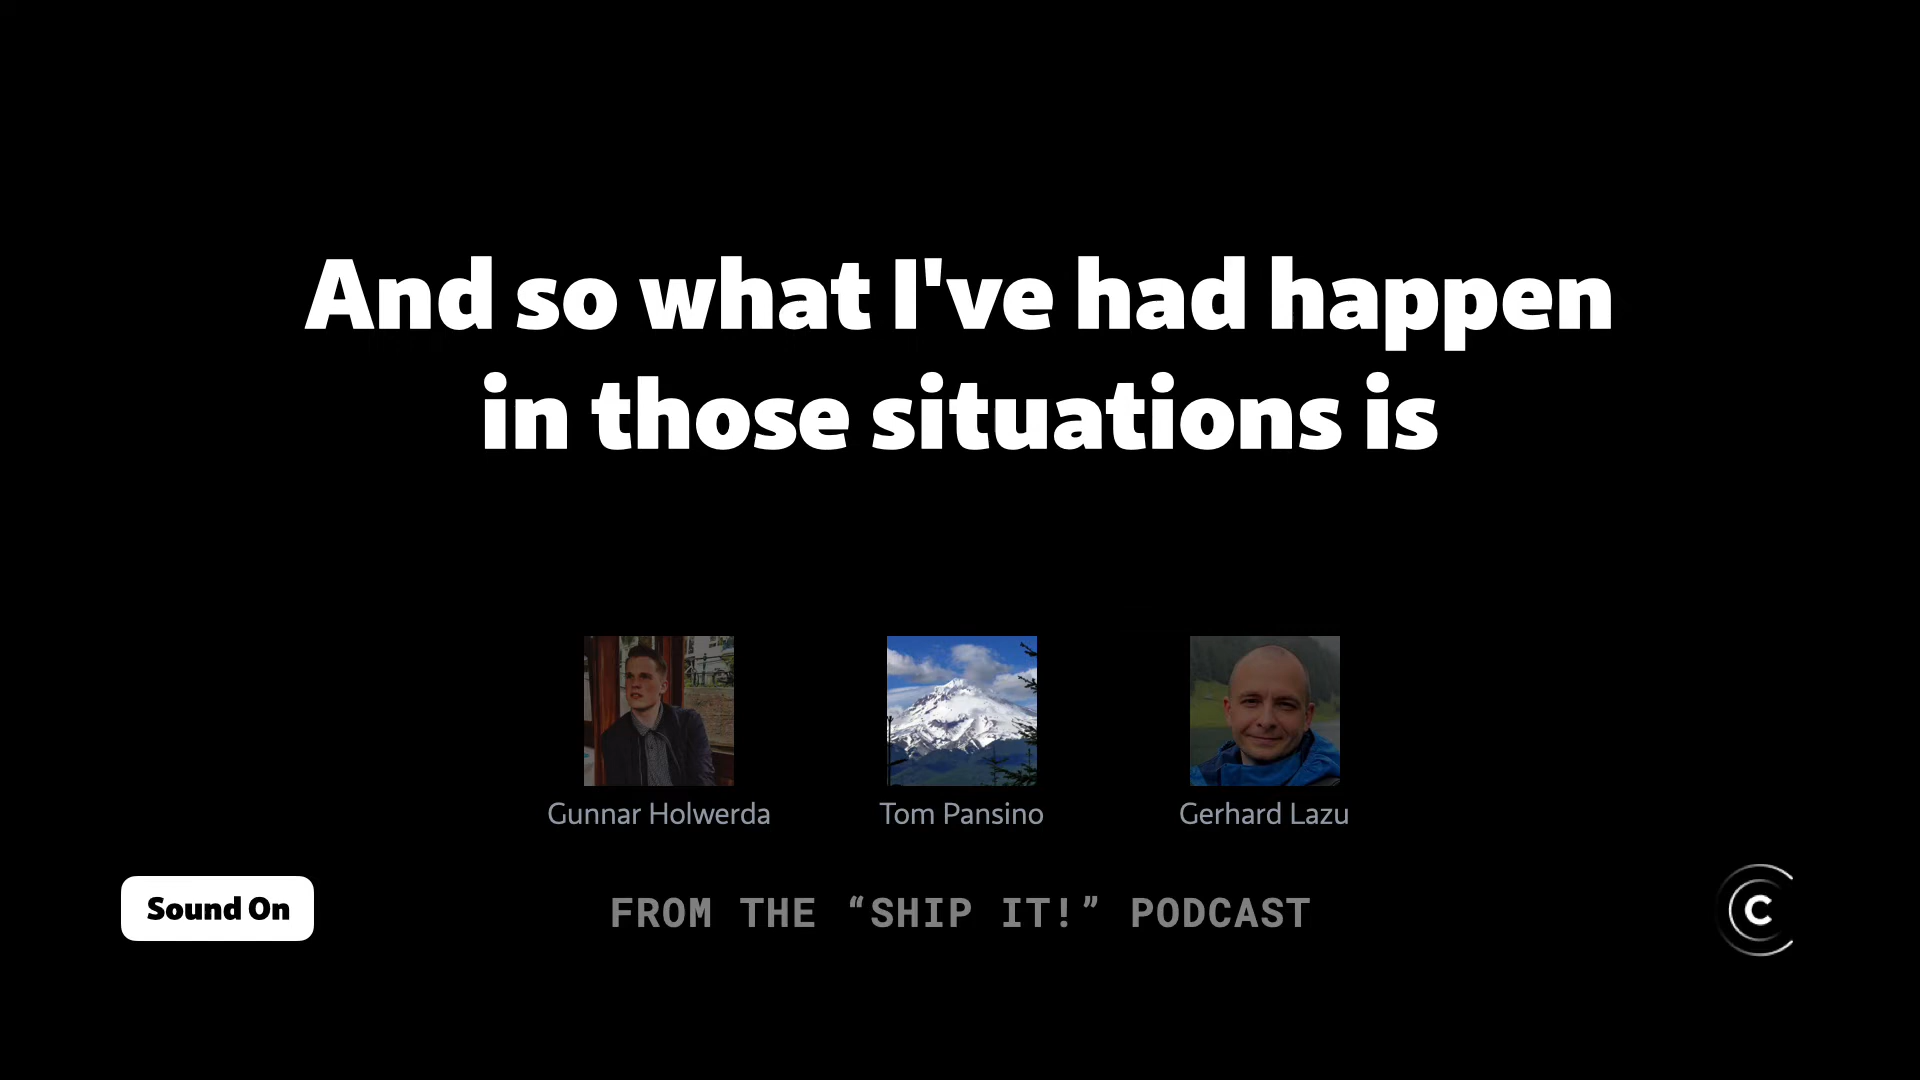 And so what I've had happen
in those situations is
Gunnar Holwerda
Tom Pansino
Gerhard Lazu
Sound On
FROM THE “SHIP IT!” PODCAST
C